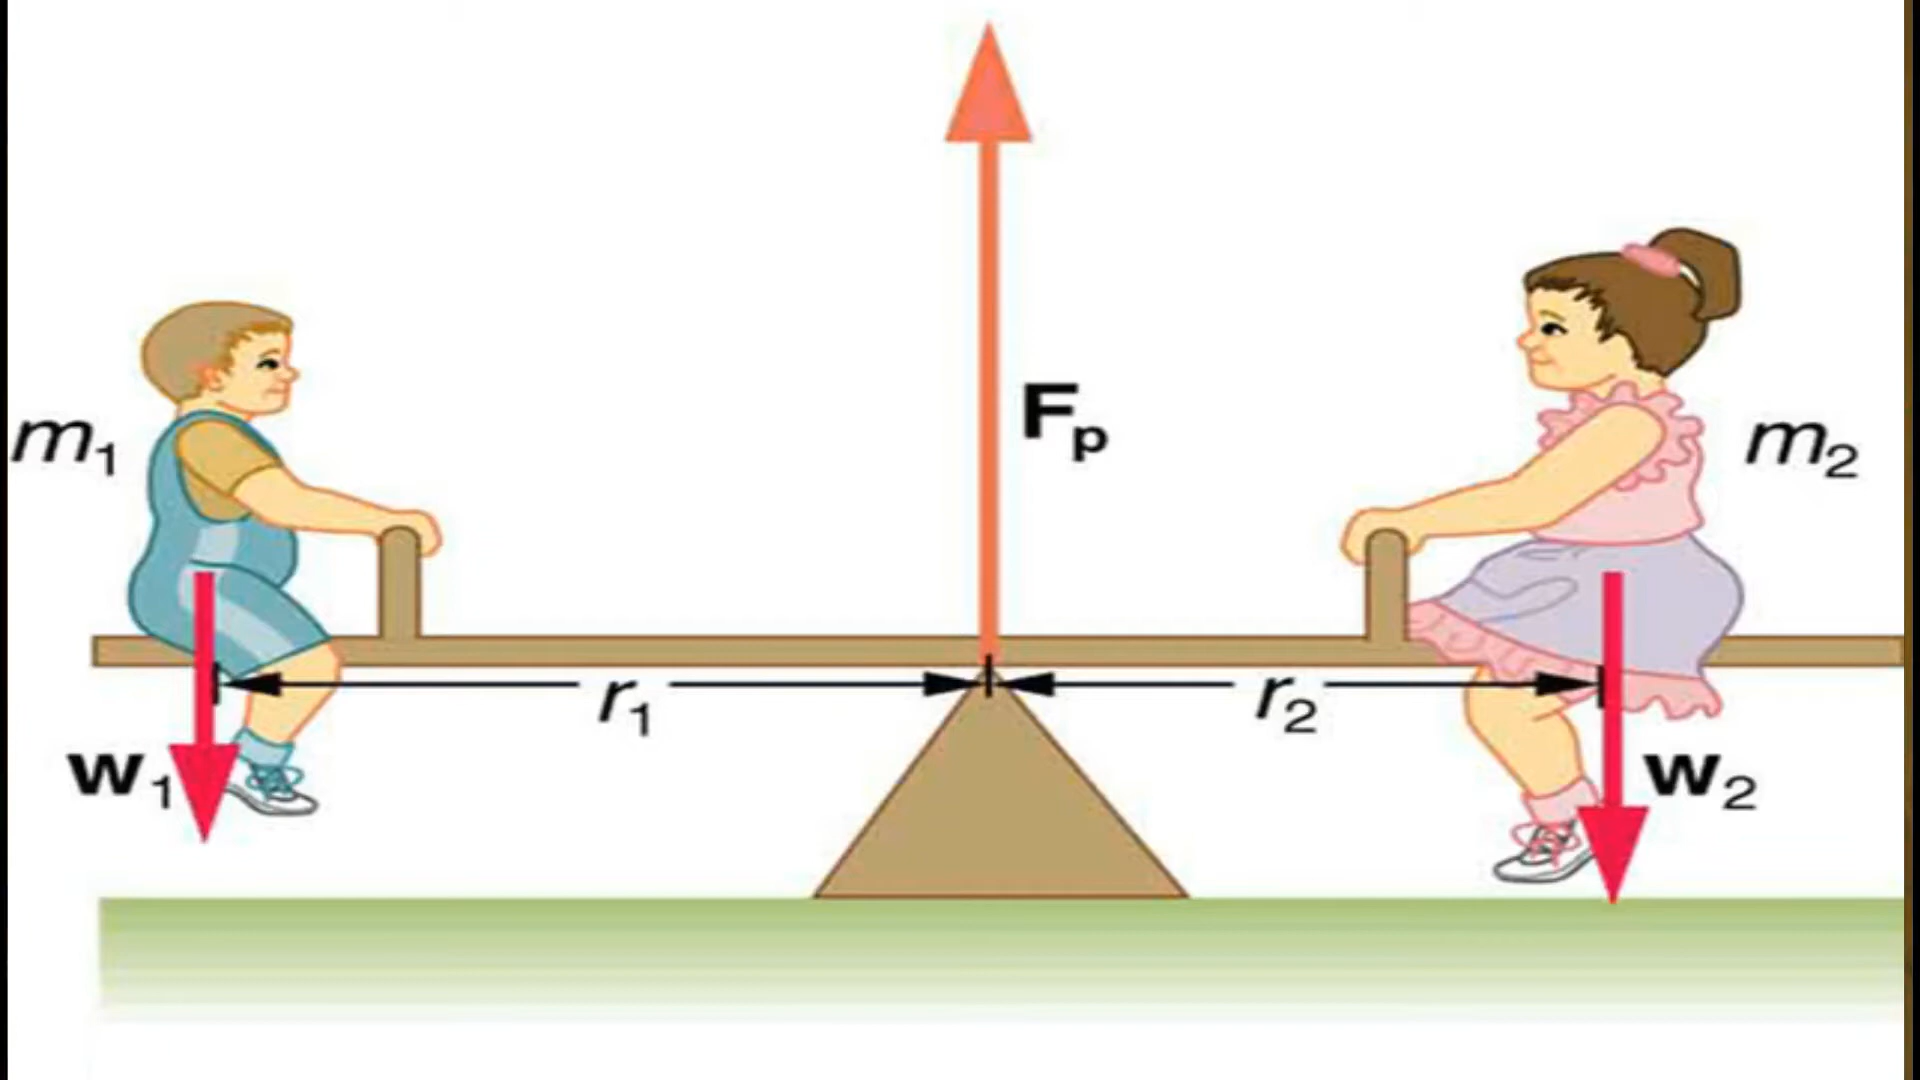 Fₚ
m₁
m₂
r₁
r₂
w₁
w₂